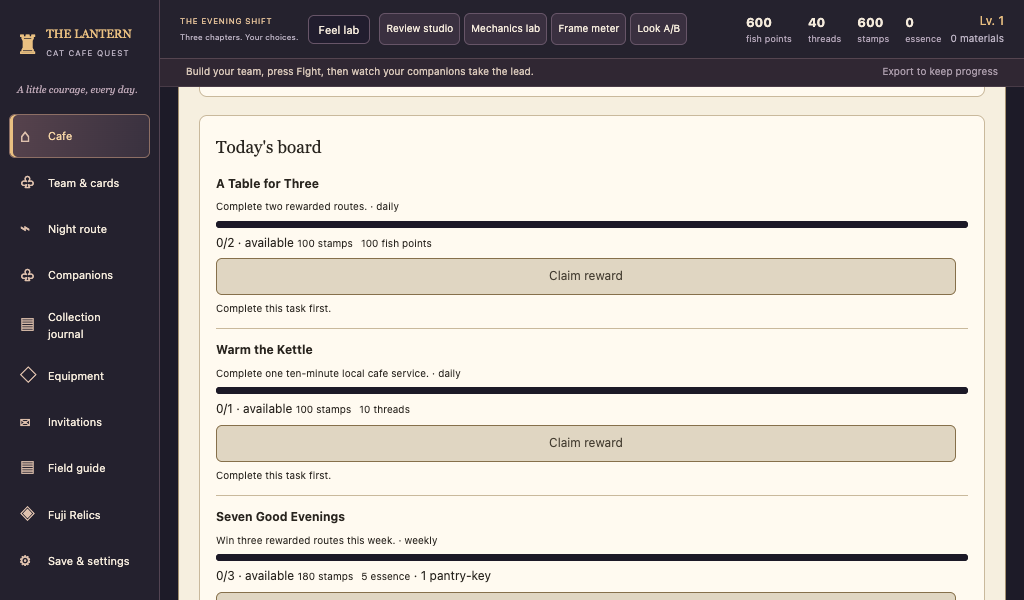 THE LANTERN
CAT CAFE QUEST
A little courage, every day.
Cafe
Team & cards
Night route
Companions
Collection
journal
Equipment
Invitations
Field guide
Fuji Relics
Save & settings
THE EVENING SHIFT
Three chapters. Your choices.
Feel lab
Review studio
Mechanics lab
Frame meter
Look A/B
600
fish points
40
threads
600
stamps
0
essence
Lv. 1
0 materials
Build your team, press Fight, then watch your companions take the lead.
Export to keep progress
Today's board
A Table for Three
Complete two rewarded routes. · daily
0/2 · available 100 stamps 100 fish points
Claim reward
Complete this task first.
Warm the Kettle
Complete one ten-minute local cafe service. · daily
0/1 · available 100 stamps 10 threads
Claim reward
Complete this task first.
Seven Good Evenings
Win three rewarded routes this week. · weekly
0/3 · available 180 stamps 5 essence · 1 pantry-key